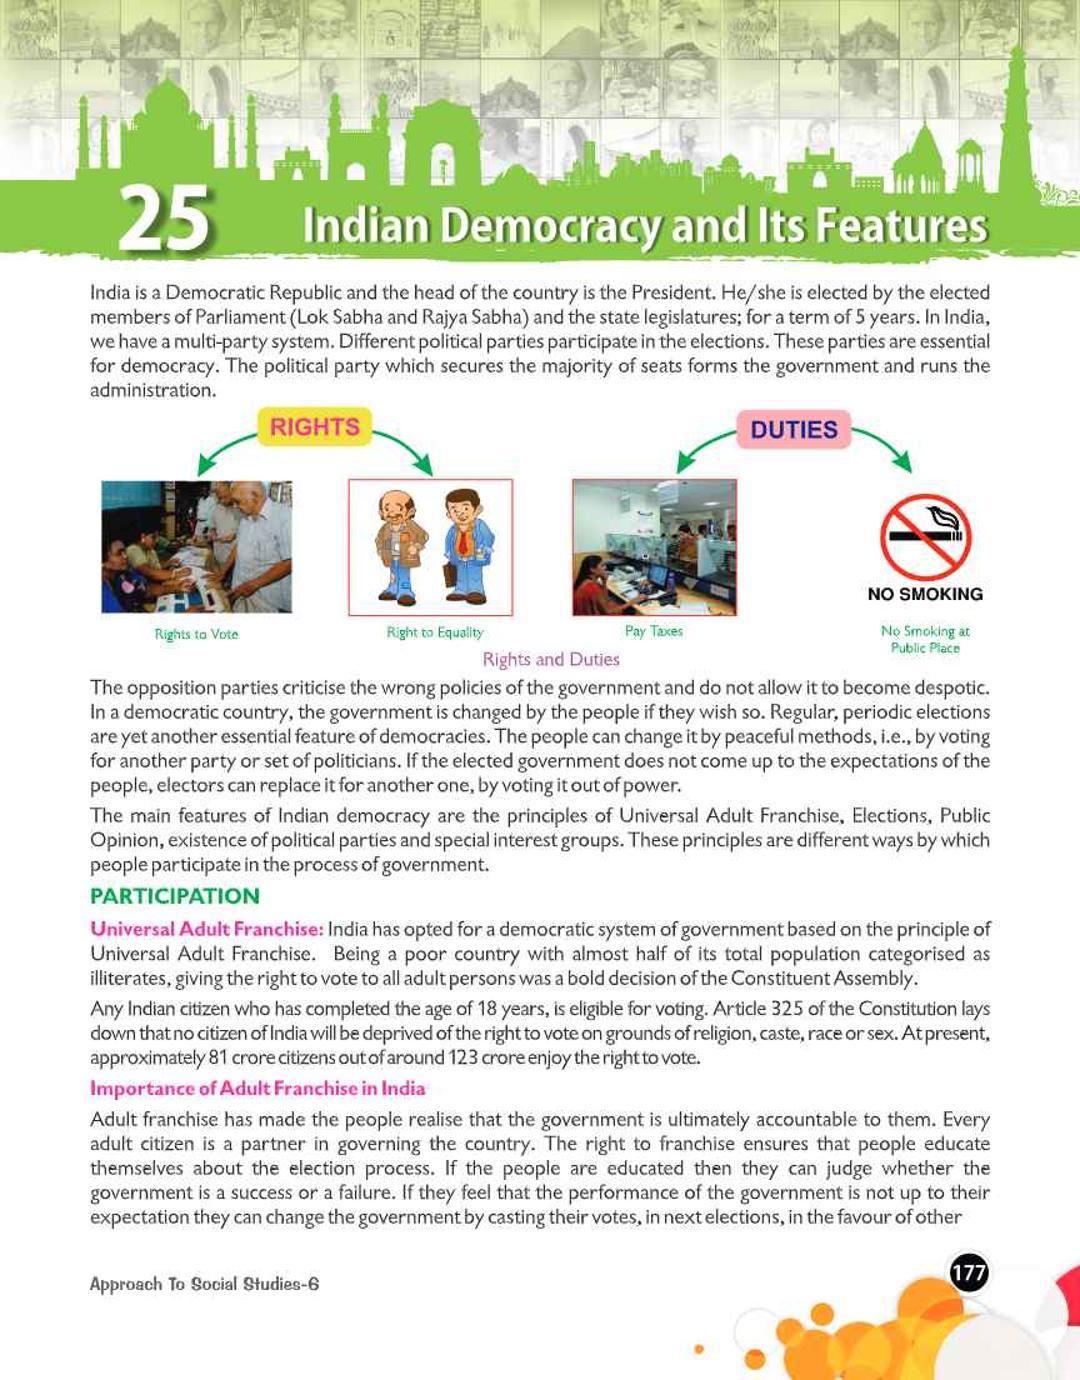 25
Indian Democracy and Its Features
India is a Democratic Republic and the head of the country is the President. He/she is elected by the elected
members of Parliament (Lok Sabha and Rajya Sabha) and the state legislatures; for a term of 5 years. In India,
we have a multi-party system. Different political parties participate in the elections. These parties are essential
for democracy. The political party which secures the majority of seats forms the government and runs the
administration.
RIGHTS
DUTIES
NO SMOKING
Rights to Vote
Right to Equality
Pay Taxes
No Smoking at
Public Place
Rights and Duties
The opposition parties criticise the wrong policies of the government and do not allow it to become despotic.
In a democratic country, the government is changed by the people if they wish so. Regular, periodic elections
are yet another essential feature of democracies. The people can change it by peaceful methods, i.e., by voting
for another party or set of politicians. If the elected government does not come up to the expectations of the
people, electors can replace it for another one, by voting it out of power.
The main features of Indian democracy are the principles of Universal Adult Franchise, Elections, Public
Opinion, existence of political parties and special interest groups. These principles are different ways by which
people participate in the process of government.
PARTICIPATION
Universal Adult Franchise: India has opted for a democratic system of government based on the principle of
Universal Adult Franchise. Being a poor country with almost half of its total population categorised as
illiterates, giving the right to vote to all adult persons was a bold decision of the Constituent Assembly.
Any Indian citizen who has completed the age of 18 years, is eligible for voting. Article 325 of the Constitution lays
down that no citizen of India will be deprived of the right to vote on grounds of religion, caste, race or sex. At present,
approximately 81 crore citizens out of around 123 crore enjoy the right to vote.
Importance of Adult Franchise in India
Adult franchise has made the people realise that the government is ultimately accountable to them. Every
adult citizen is a partner in governing the country. The right to franchise ensures that people educate
themselves about the election process. If the people are educated then they can judge whether the
government is a success or a failure. If they feel that the performance of the government is not up to their
expectation they can change the government by casting their votes, in next elections, in the favour of other
Approach To Social Studies-6
177